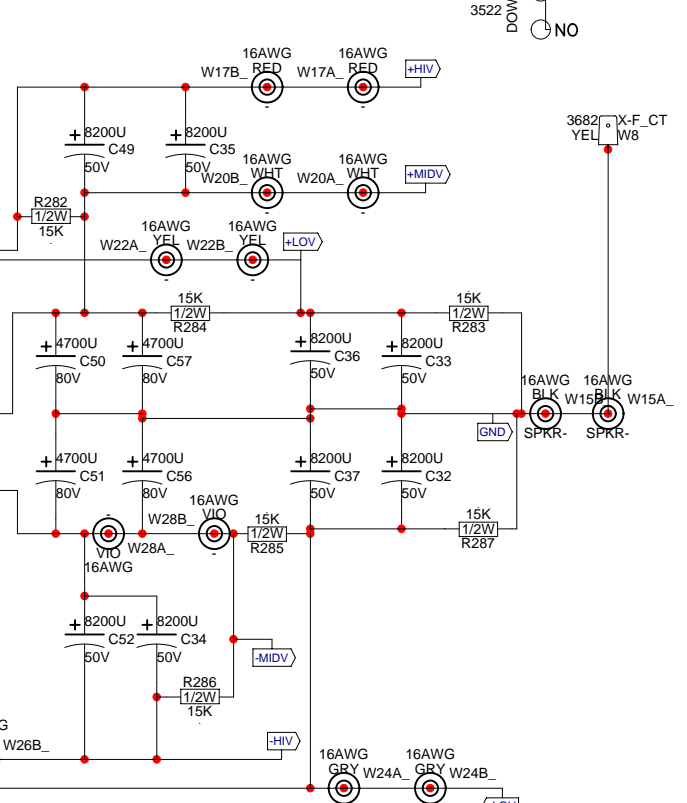 3522
DOW
NO
16AWG
RED
W17B_
16AWG
RED
W17A_
+HIV
-
-
3682
YEL
X-F_CT
W8
+ 8200U
C49
50V
+ 8200U
C35
50V
16AWG
WHT
W20B_
16AWG
WHT
W20A_
+MIDV
-
-
R282
1/2W
15K
16AWG
YEL
W22A_
16AWG
YEL
W22B_
+LOV
-
-
15K
1/2W
R284
15K
1/2W
R283
+ 4700U
C50
80V
+ 4700U
C57
80V
+ 8200U
C36
50V
+ 8200U
C33
50V
16AWG
BLK
W15B
SPKR-
16AWG
BLK
W15A_
SPKR-
GND
+ 4700U
C51
80V
+ 4700U
C56
80V
+ 8200U
C37
50V
+ 8200U
C32
50V
-
VIO
16AWG
W28A_
16AWG
VIO
W28B_
-
15K
1/2W
R285
15K
1/2W
R287
+ 8200U
C52
50V
+ 8200U
C34
50V
-MIDV
R286
1/2W
15K
W26B_
-HIV
16AWG
GRY
W24A_
16AWG
GRY
W24B_